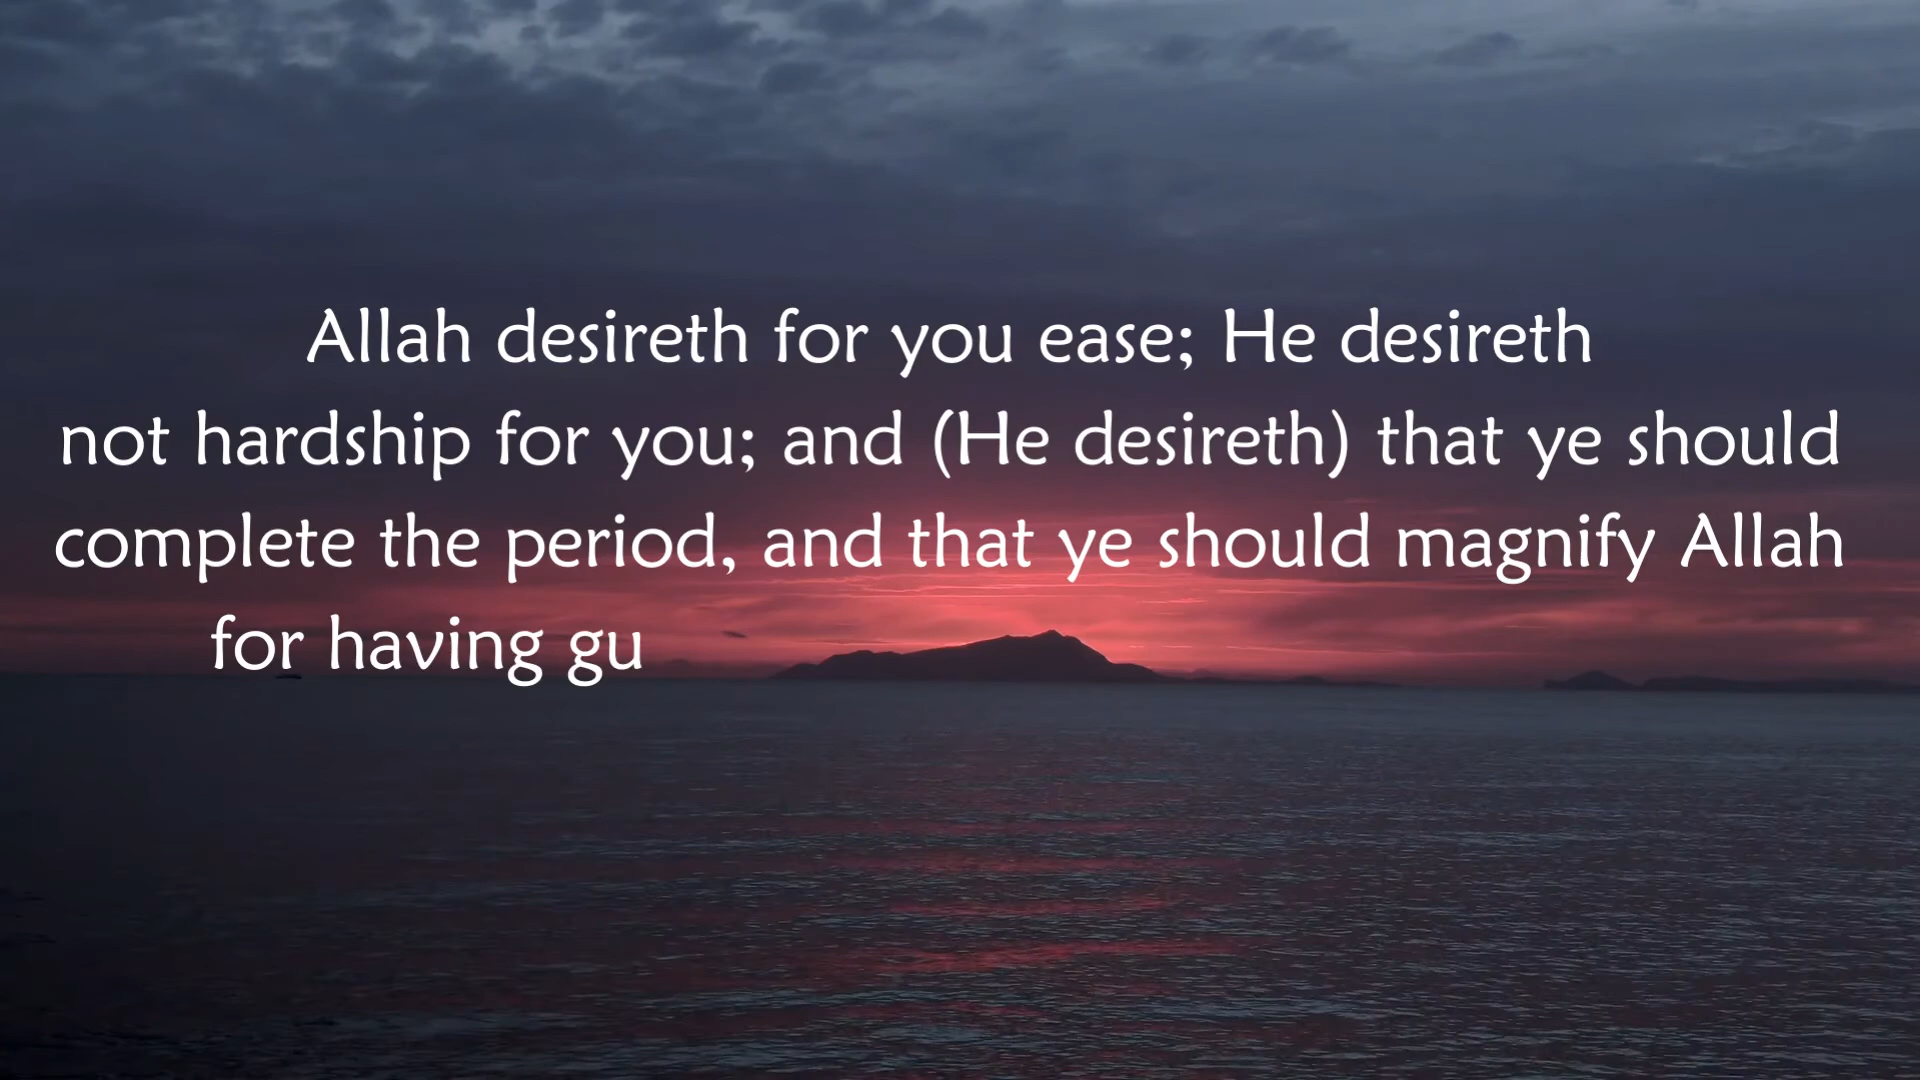 Allah desireth for you ease; He desireth
not hardship for you; and (He desireth) that ye should
complete the period, and that ye should magnify Allah
for having gu